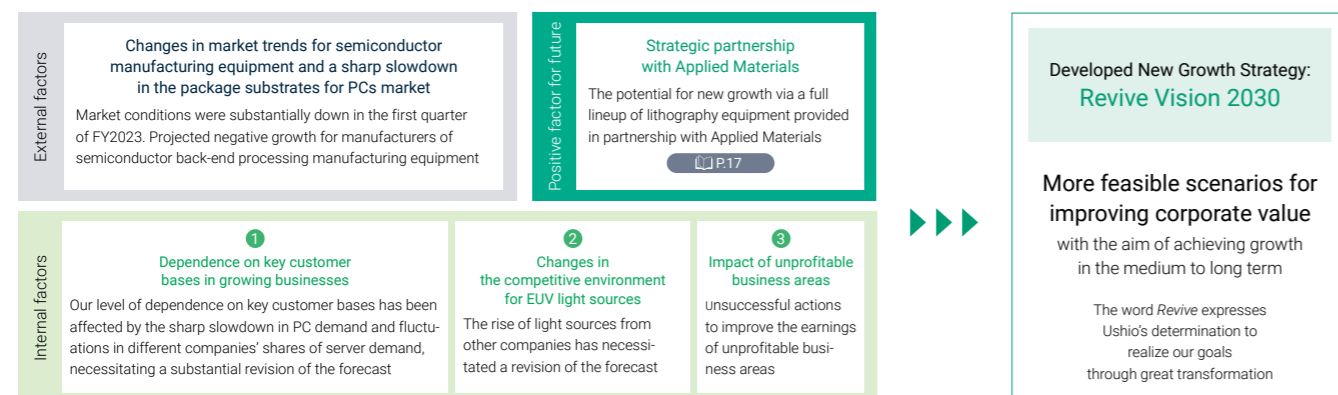 External factors
Changes in market trends for semiconductor
manufacturing equipment and a sharp slowdown
in the package substrates for PCs market
Market conditions were substantially down in the first quarter
of FY2023. Projected negative growth for manufacturers of
semiconductor back-end processing manufacturing equipment
Positive factor for future
Strategic partnership
with Applied Materials
The potential for new growth via a full
lineup of lithography equipment provided
in partnership with Applied Materials
P.17
Internal factors
1
Dependence on key customer
bases in growing businesses
Our level of dependence on key customer bases has been
affected by the sharp slowdown in PC demand and fluctu-
ations in different companies’ shares of server demand,
necessitating a substantial revision of the forecast
2
Changes in
the competitive environment
for EUV light sources
The rise of light sources from
other companies has necessi-
tated a revision of the forecast
3
Impact of unprofitable
business areas
Unsuccessful actions
to improve the earnings
of unprofitable busi-
ness areas
Developed New Growth Strategy:
Revive Vision 2030
More feasible scenarios for
improving corporate value
with the aim of achieving growth
in the medium to long term
The word Revive expresses
Ushio’s determination to
realize our goals
through great transformation